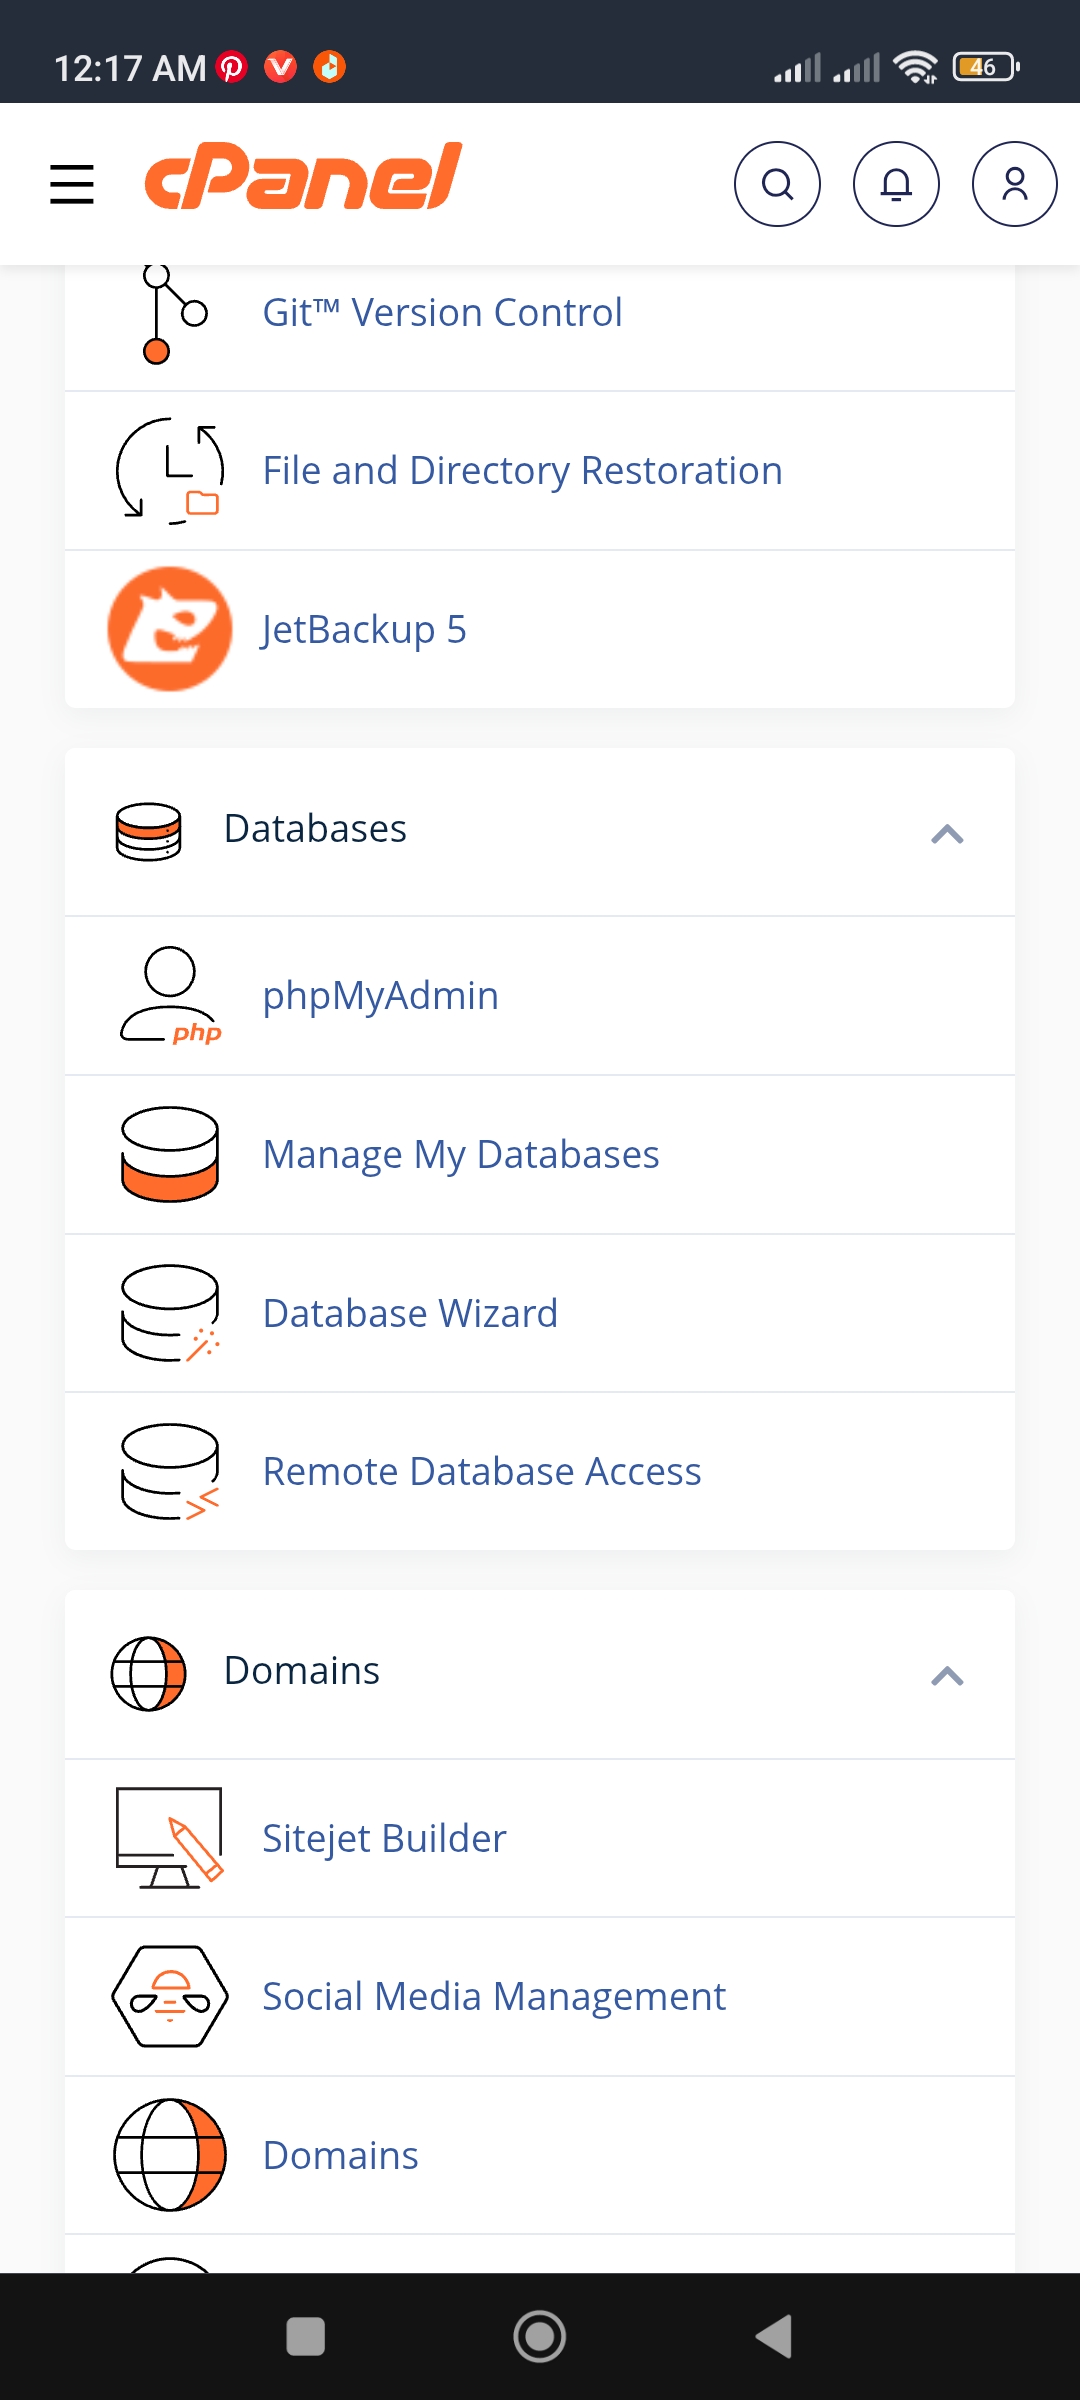 12:17 AM
46
cPanel
Git™ Version Control
File and Directory Restoration
JetBackup 5
Databases
php
phpMyAdmin
Manage My Databases
Database Wizard
Remote Database Access
Domains
Sitejet Builder
Social Media Management
Domains